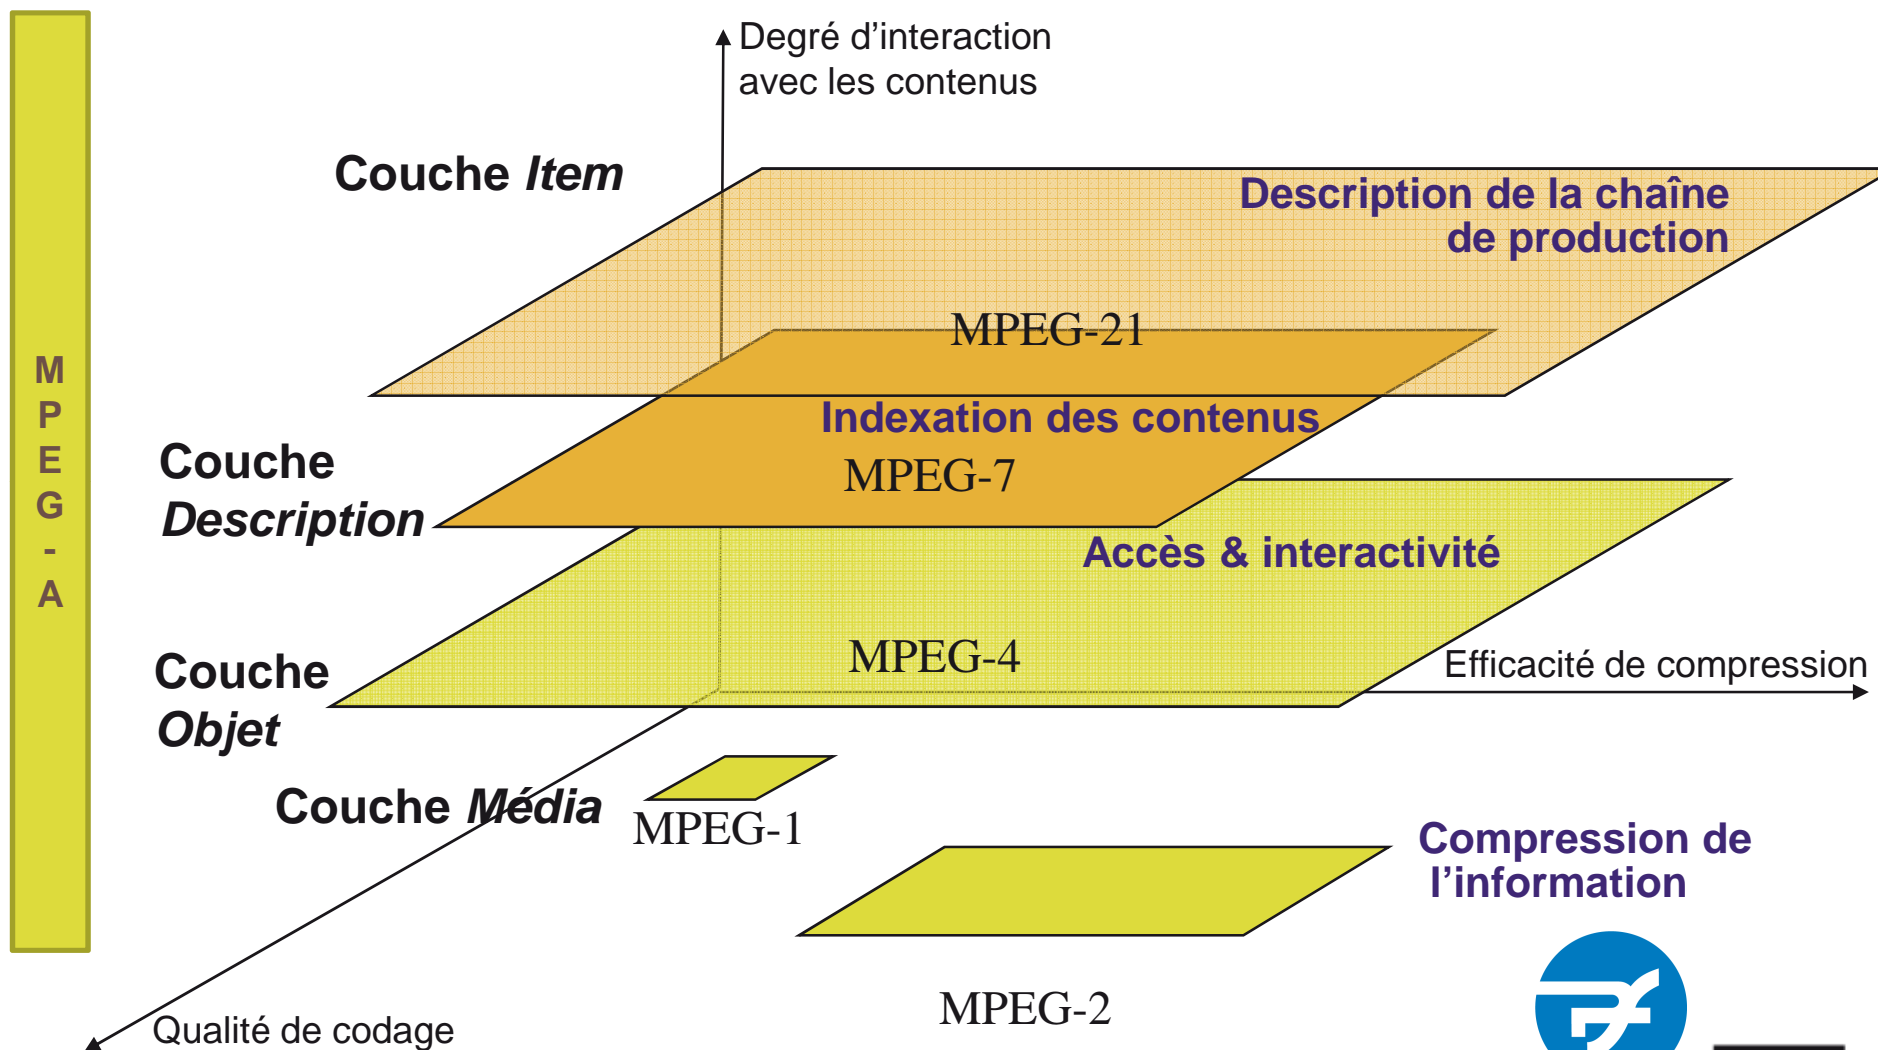 Degré d’interaction
avec les contenus
Couche Item
Description de la chaîne
de production
MPEG-21
M
P
E
G
-
A
Indexation des contenus
Couche
Description
MPEG-7
Accès & interactivité
MPEG-4
Efficacité de compression
Couche
Objet
Couche Média
MPEG-1
Compression de
l’information
MPEG-2
Qualité de codage